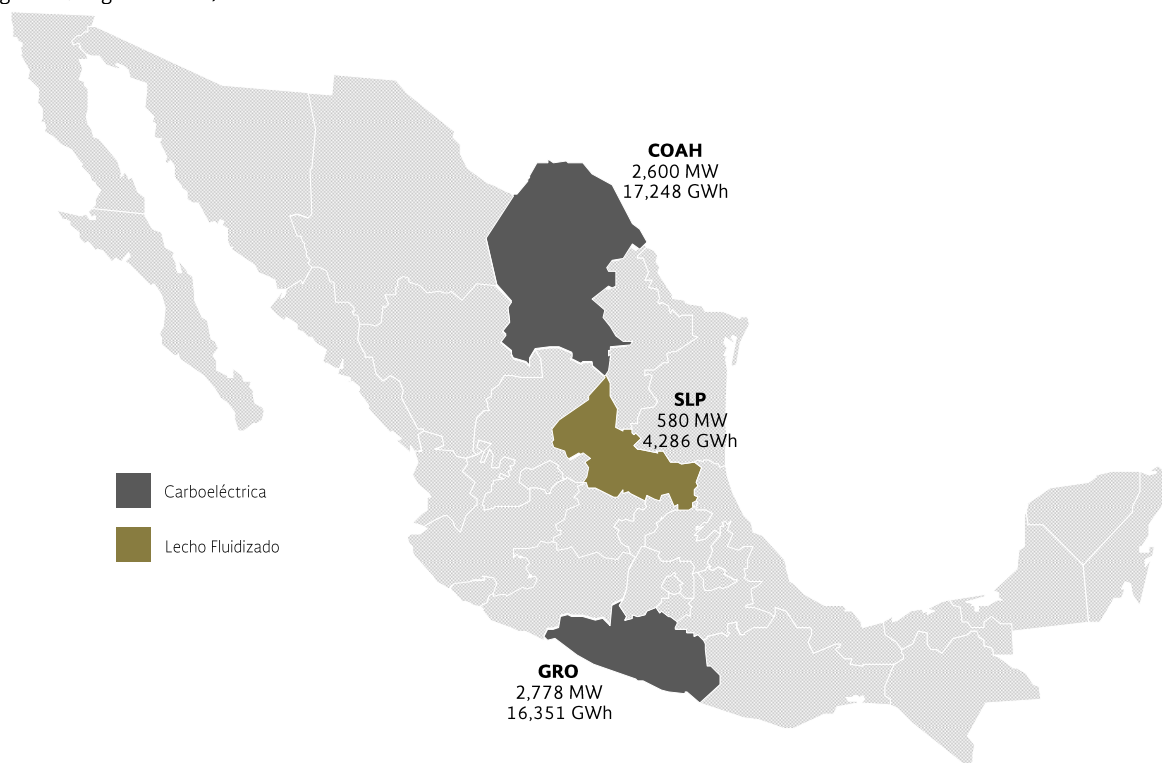 COAH
2,600 MW
17,248 GWh
SLP
580 MW
4,286 GWh
Carboeléctrica
Lecho Fluidizado
GRO
2,778 MW
16,351 GWh